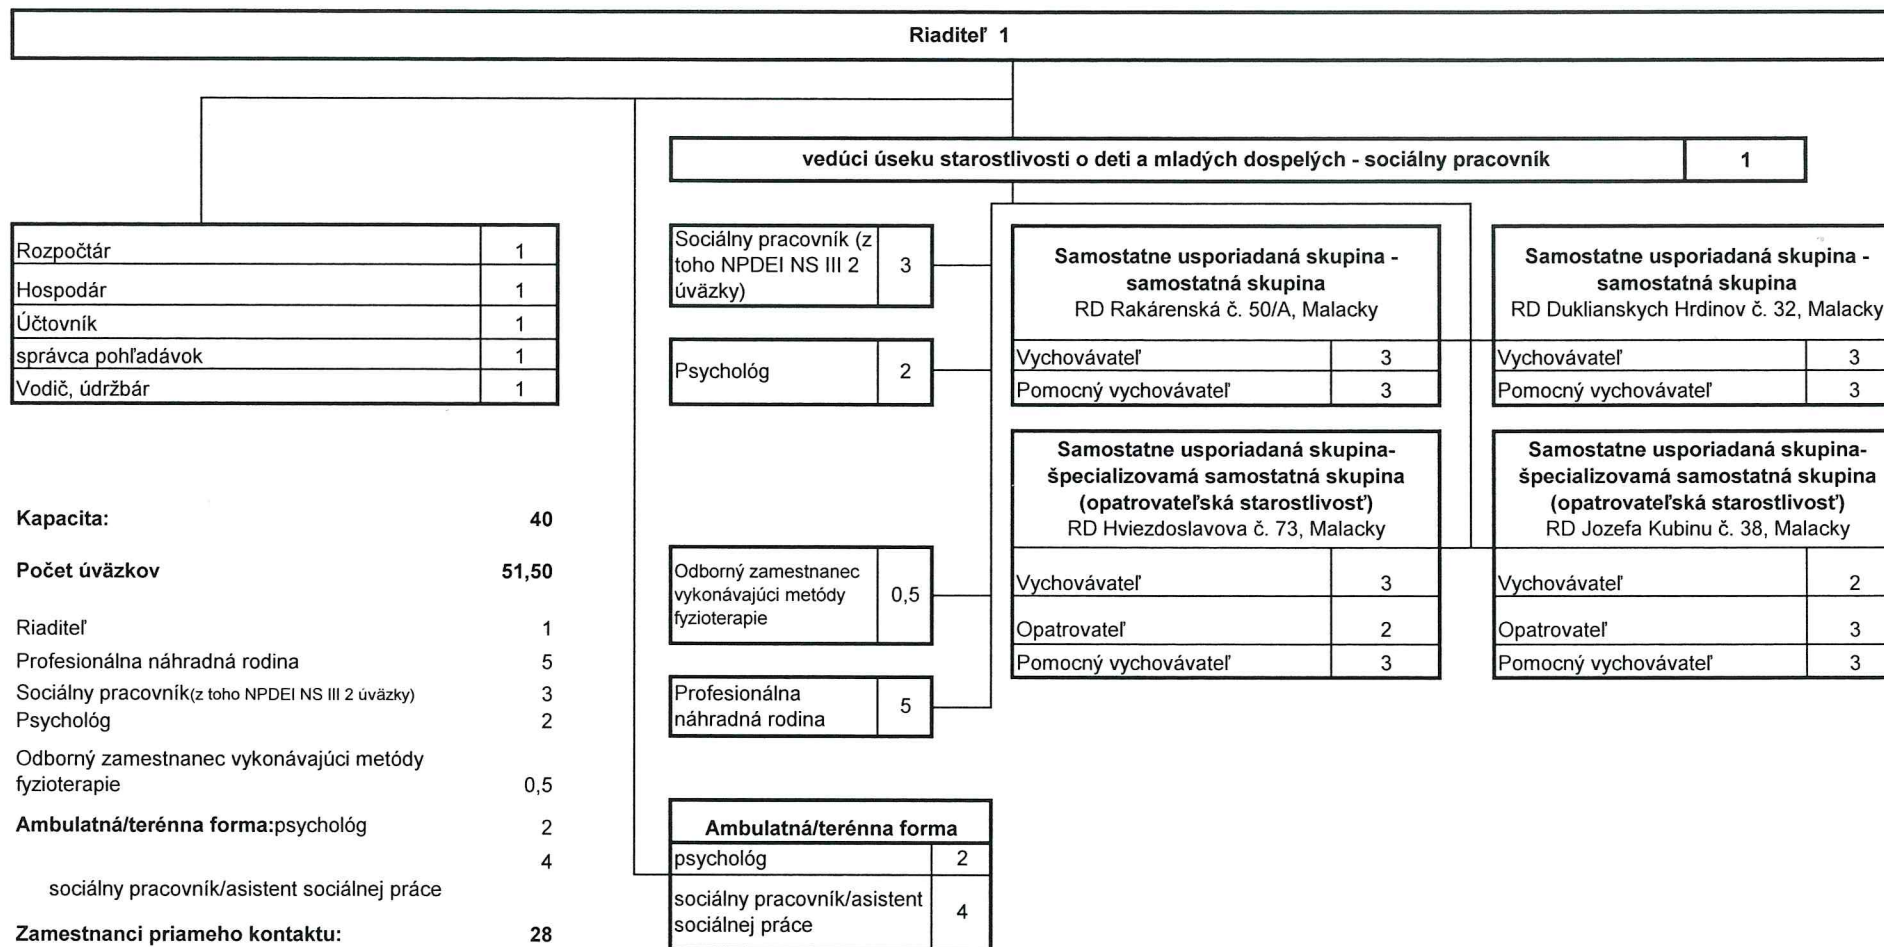 Riaditeľ 1
vedúci úseku starostlivosti o deti a mladých dospelých - sociálny pracovník 1
Rozpočtár 1
Hospodár 1
Účtovník 1
správca pohľadávok 1
Vodič, údržbár 1
Sociálny pracovník (z
toho NPDEI NS III 2
úväzky) 3
Psychológ 2
Odborný zamestnanec
vykonávajúci metódy
fyzioterapie 0,5
Profesionálna
náhradná rodina 5
Samostatne usporiadaná skupina -
samostatná skupina
RD Rakárenská č. 50/A, Malacky
Vychovávateľ 3
Pomocný vychovávateľ 3
Samostatne usporiadaná skupina -
samostatná skupina
RD Duklianskych Hrdinov č. 32, Malacky
Vychovávateľ 3
Pomocný vychovávateľ 3
Samostatne usporiadaná skupina-
špecializovamá samostatná skupina
(opatrovateľská starostlivosť)
RD Hviezdoslavova č. 73, Malacky
Vychovávateľ 3
Opatrovateľ 2
Pomocný vychovávateľ 3
Samostatne usporiadaná skupina-
špecializovamá samostatná skupina
(opatrovateľská starostlivosť)
RD Jozefa Kubinu č. 38, Malacky
Vychovávateľ 2
Opatrovateľ 3
Pomocný vychovávateľ 3
Kapacita: 40
Počet úväzkov 51,50
Riaditeľ 1
Profesionálna náhradná rodina 5
Sociálny pracovník(z toho NPDEI NS III 2 úväzky) 3
Psychológ 2
Odborný zamestnanec vykonávajúci metódy
fyzioterapie 0,5
Ambulatná/terénna forma:psychológ 2
4
sociálny pracovník/asistent sociálnej práce
Zamestnanci priameho kontaktu: 28
Ambulatná/terénna forma
psychológ 2
sociálny pracovník/asistent
sociálnej práce 4